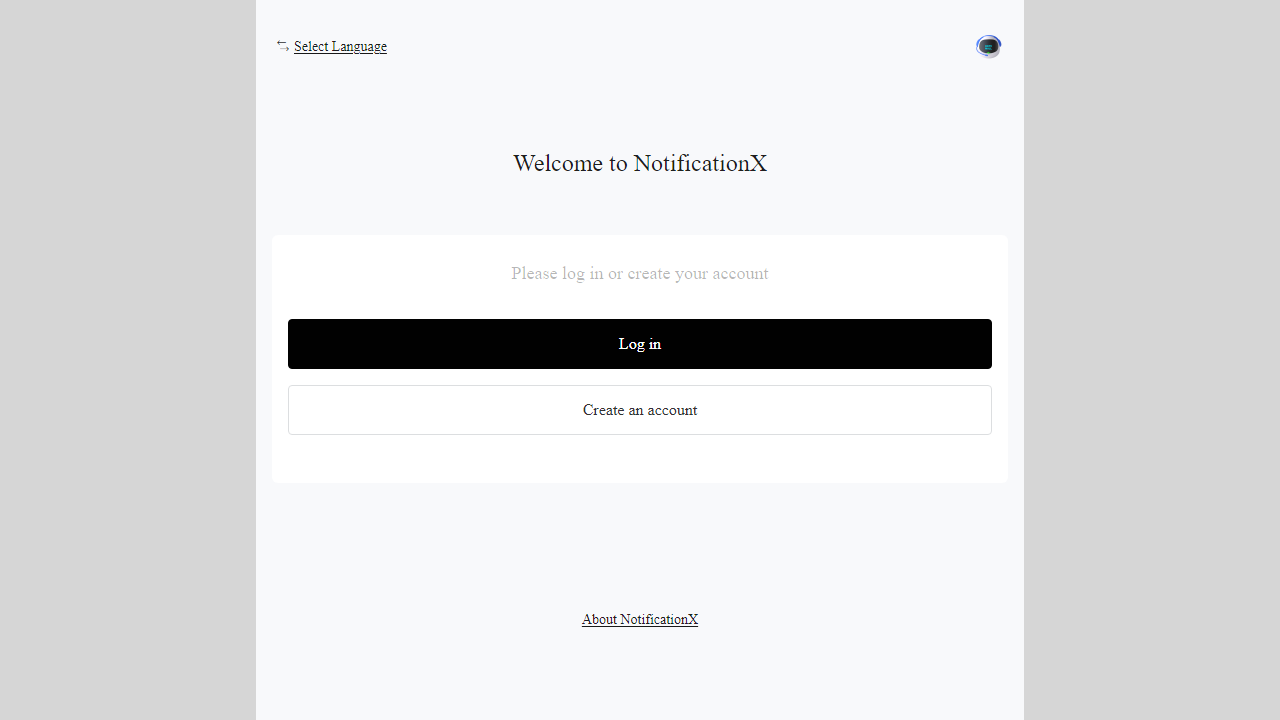 Select Language
Welcome to NotificationX
Please log in or create your account
Log in
Create an account
About NotificationX